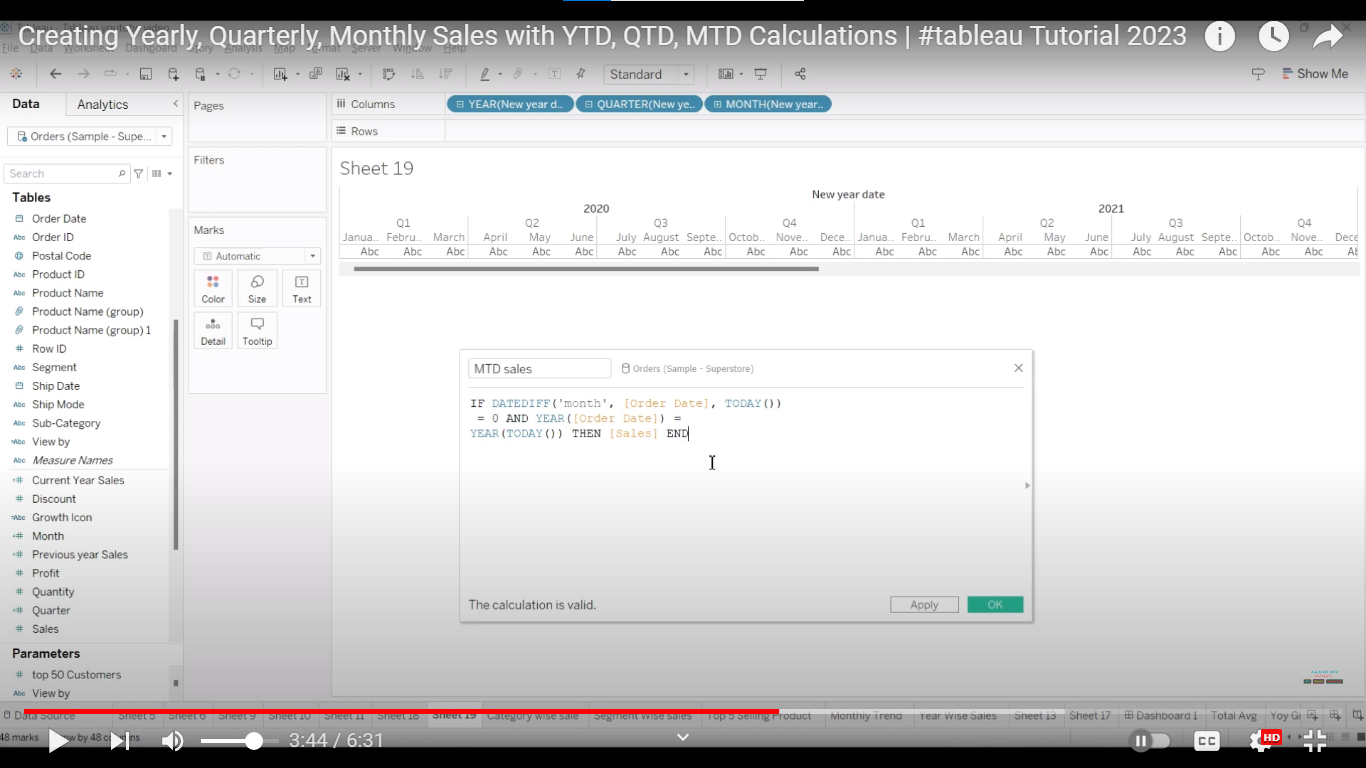 Creating Yearly, Quarterly, Monthly Sales with YTD, QTD, MTD Calculations | #tableau Tutorial 2023
File Data Worksheet Dashboard Story Analysis Map Format Server Window Help
Standard
Show Me
Data
Analytics
Pages
Columns
YEAR(New year d..
QUARTER(New ye..
MONTH(New year..
Orders (Sample - Supe...
Rows
Search
Filters
Sheet 19
Tables
New year date
Order Date
2020 2021
Order ID
Q1 Q2 Q3 Q4 Q1 Q2 Q3 Q4
Marks
Janua.. Febru.. March April May June July August Septe.. Octob.. Nove.. Dece.. Janua.. Febru.. March April May June July August Septe.. Octob.. Nove.. Dece
Postal Code
Automatic
Abc Abc Abc Abc Abc Abc Abc Abc Abc Abc Abc Abc Abc Abc Abc Abc Abc Abc Abc Abc Abc Abc Abc
Product ID
Product Name
Color Size Text
Product Name (group)
Product Name (group) 1
Detail Tooltip
Row ID
Segment
Ship Date
Ship Mode
Sub-Category
View by
Measure Names
Current Year Sales
Discount
Growth Icon
Month
Previous year Sales
Profit
Quantity
Quarter
Sales
Parameters
top 50 Customers
View by
MTD sales
Orders (Sample - Superstore)
IF DATEDIFF('month', [Order Date], TODAY())
= 0 AND YEAR([Order Date]) =
YEAR(TODAY()) THEN [Sales] END
The calculation is valid.
Apply
OK
Data Source Sheet 5 Sheet 6 Sheet 9 Sheet 10 Sheet 11 Sheet 18 Sheet 19 Category wise sale Segment Wise sales Top 5 Selling Product Monthly Trend Year Wise Sales Sheet 13 Sheet 17 Dashboard 1 Total Avg
48 marks
3:44 / 6:31
CC
HD